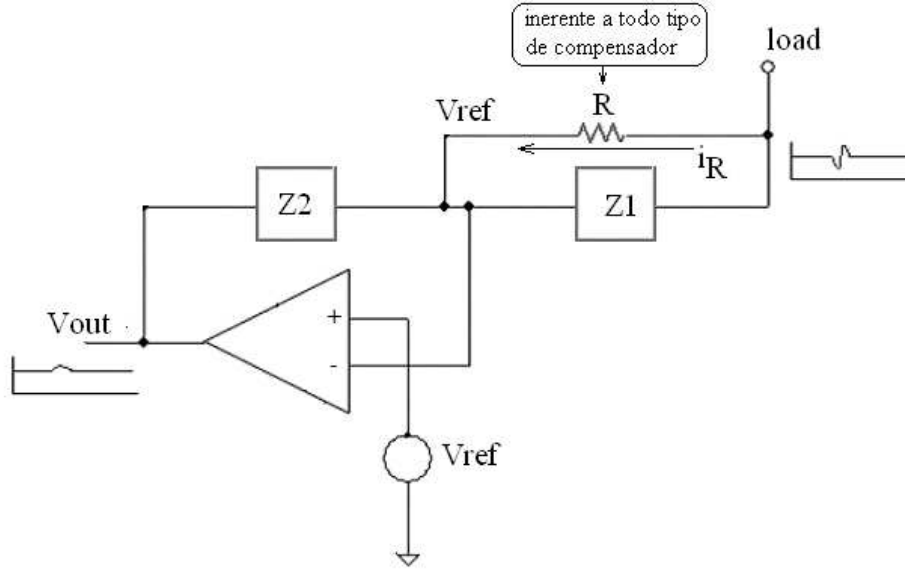 inerente a todo tipo
de compensador
load
Vref
R
iR
Z2
Z1
Vout
+
-
Vref